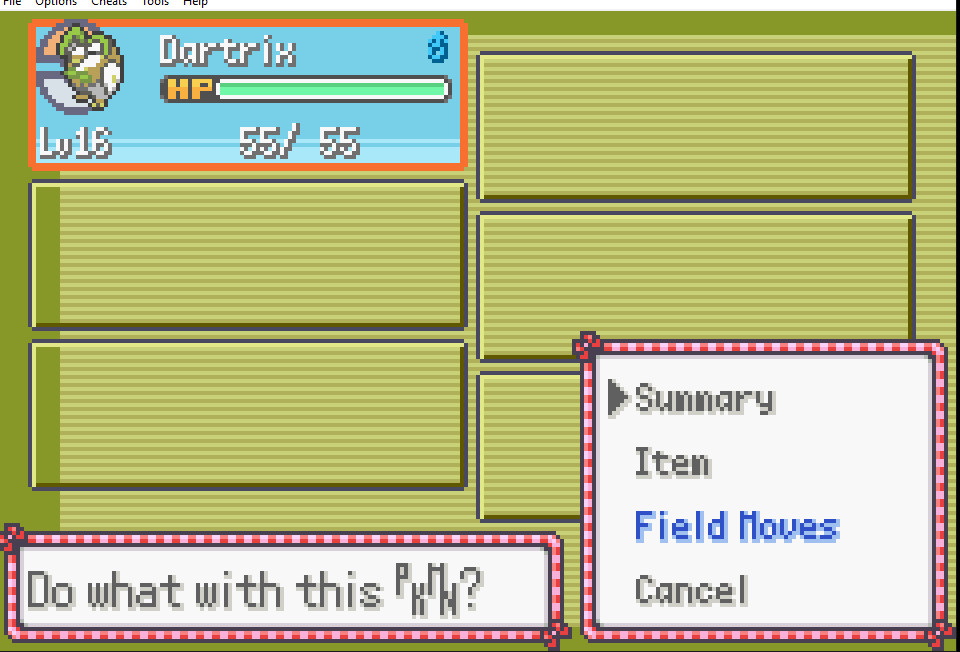 File Options Cheats Tools Help
Dartrix
HP
Lv16 55/ 55
Summary
Item
Field Moves
Cancel
Do what with this PKMN?